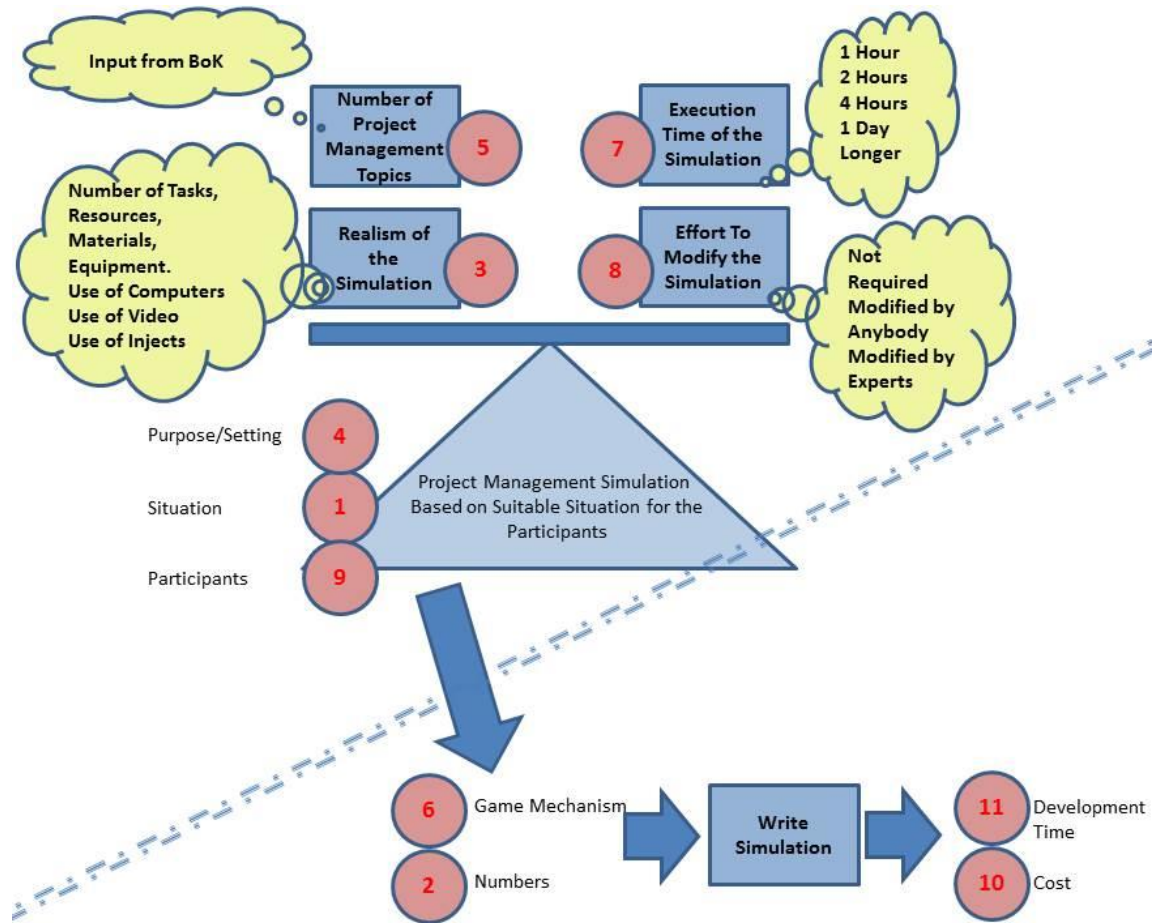 Input from BoK
Number of
Project
Management
Topics
5
7
Execution
Time of the
Simulation
1 Hour
2 Hours
4 Hours
1 Day
Longer
Number of Tasks,
Resources,
Materials,
Equipment.
Use of Computers
Use of Video
Use of Injects
Realism of
the
Simulation
3
8
Effort To
Modify the
Simulation
Not
Required
Modified by
Anybody
Modified by
Experts
Purpose/Setting
4
Situation
1
Participants
9
Project Management Simulation
Based on Suitable Situation for the
Participants
6
Game Mechanism
2
Numbers
Write
Simulation
11
Development
Time
10
Cost